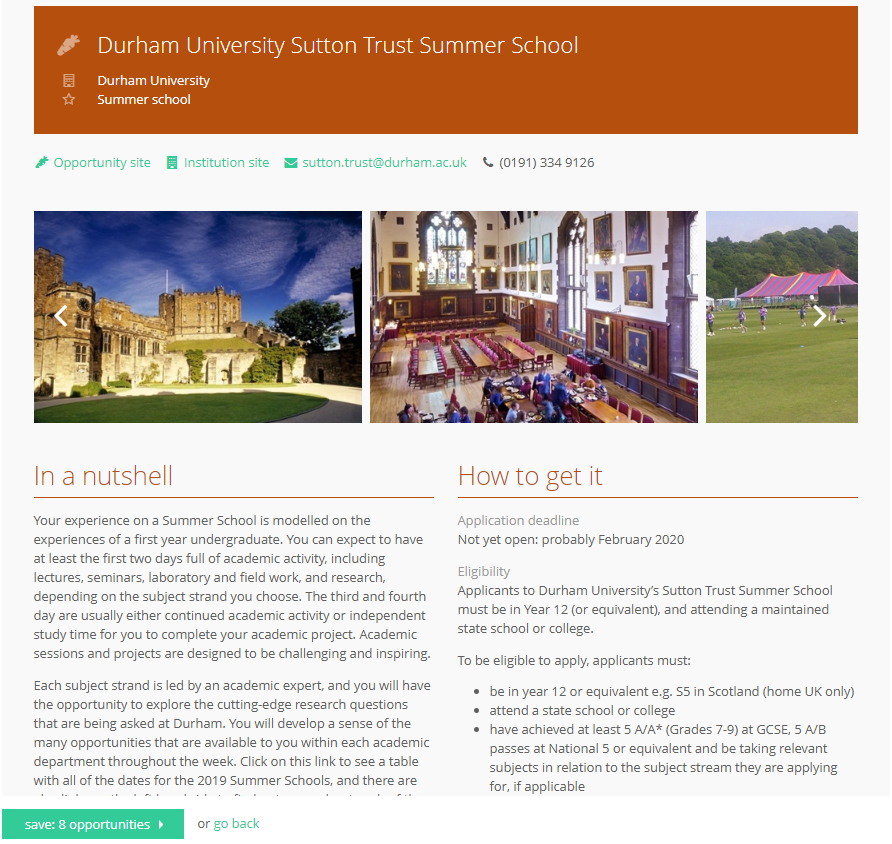 Durham University Sutton Trust Summer School
Durham University
Summer school
Opportunity site Institution site sutton.trust@durham.ac.uk (0191) 334 9126
In a nutshell
Your experience on a Summer School is modelled on the
experiences of a first year undergraduate. You can expect to have
at least the first two days full of academic activity, including
lectures, seminars, laboratory and field work, and research,
depending on the subject strand you choose. The third and fourth
day are usually either continued academic activity or independent
study time for you to complete your academic project. Academic
sessions and projects are designed to be challenging and inspiring.
Each subject strand is led by an academic expert, and you will have
the opportunity to explore the cutting-edge research questions
that are being asked at Durham. You will develop a sense of the
many opportunities that are available to you within each academic
department throughout the week. Click on this link to see a table
with all of the dates for the 2019 Summer Schools, and there are
How to get it
Application deadline
Not yet open: probably February 2020
Eligibility
Applicants to Durham University’s Sutton Trust Summer School
must be in Year 12 (or equivalent), and attending a maintained
state school or college.
To be eligible to apply, applicants must:
• be in year 12 or equivalent e.g. S5 in Scotland (home UK only)
• attend a state school or college
• have achieved at least 5 A/A* (Grades 7-9) at GCSE, 5 A/B
passes at National 5 or equivalent and be taking relevant
subjects in relation to the subject stream they are applying
for, if applicable
save: 8 opportunities or go back